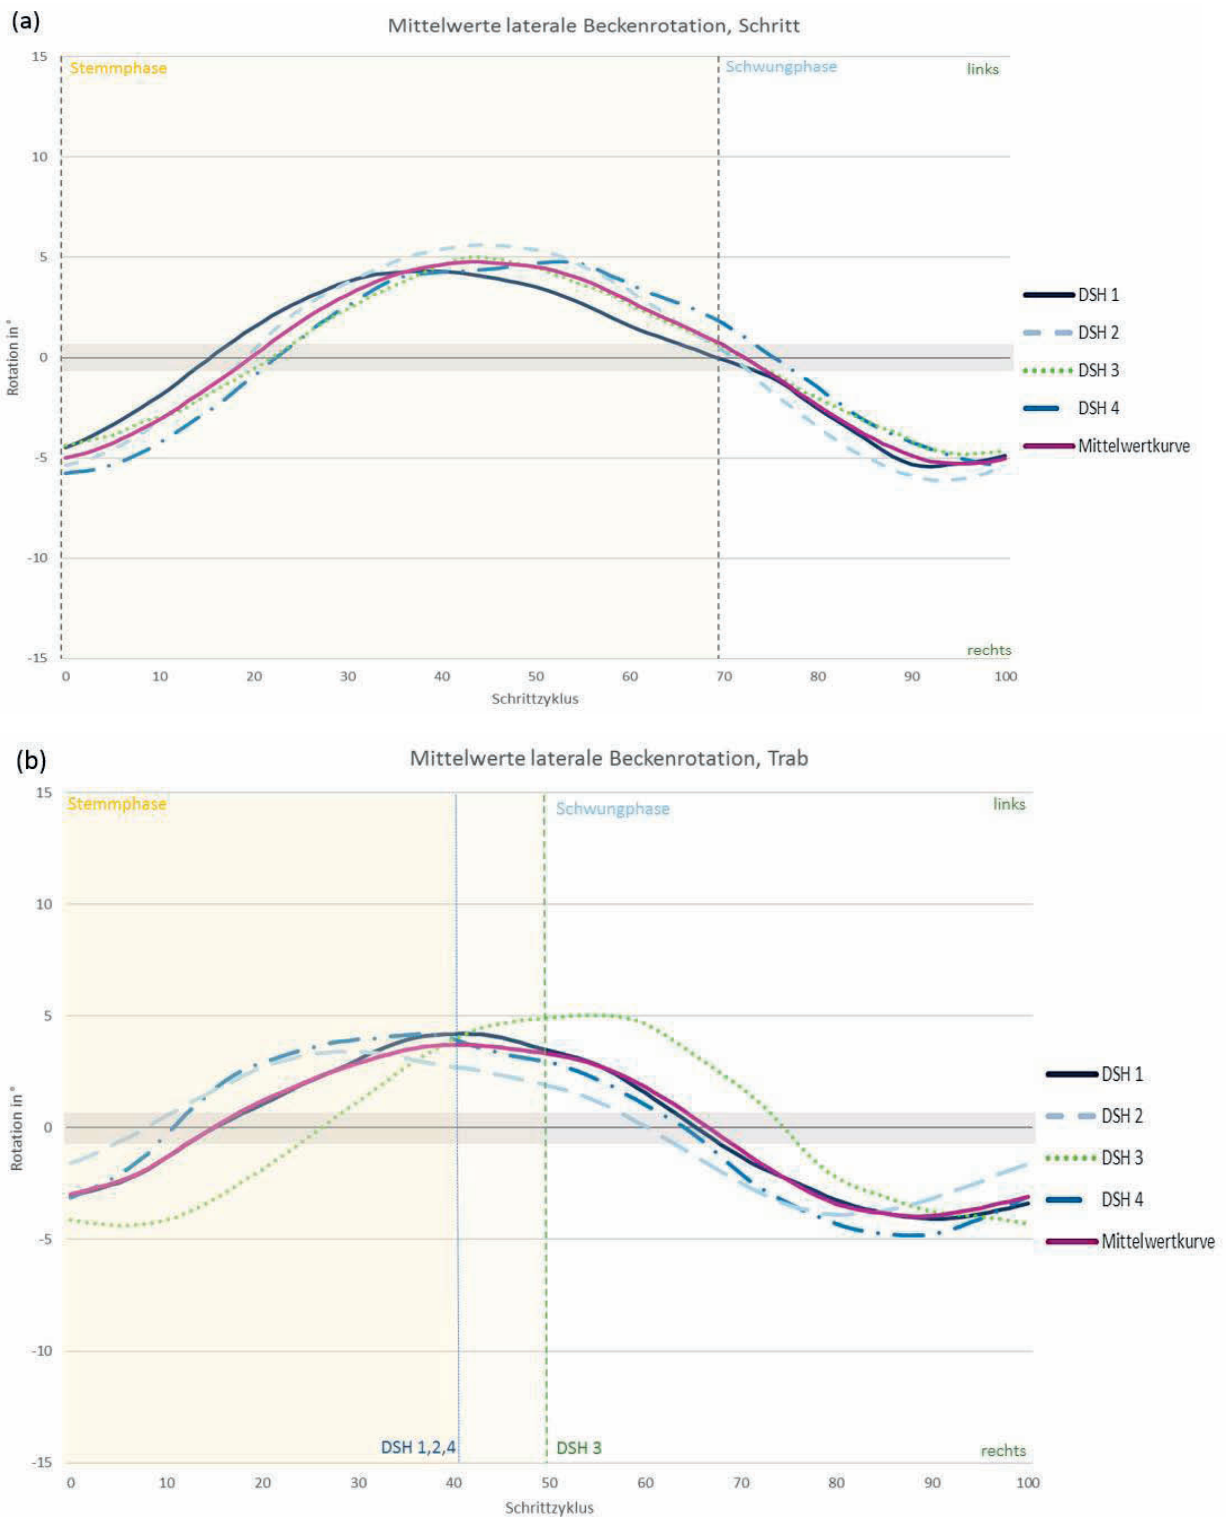 (a)
Mittelwerte laterale Beckenrotation, Schritt
15
Stemmphase
Schwungphase
links
10
5
0
-5
-10
-15
Rotation in °
rechts
0 10 20 30 40 50 60 70 80 90 100
Schrittzyklus
DSH 1
DSH 2
DSH 3
DSH 4
Mittelwertkurve
(b)
Mittelwerte laterale Beckenrotation, Trab
15
Stemmphase
Schwungphase
links
10
5
0
-5
-10
-15
Rotation in °
DSH 1,2,4
DSH 3
rechts
0 10 20 30 40 50 60 70 80 90 100
Schrittzyklus
DSH 1
DSH 2
DSH 3
DSH 4
Mittelwertkurve